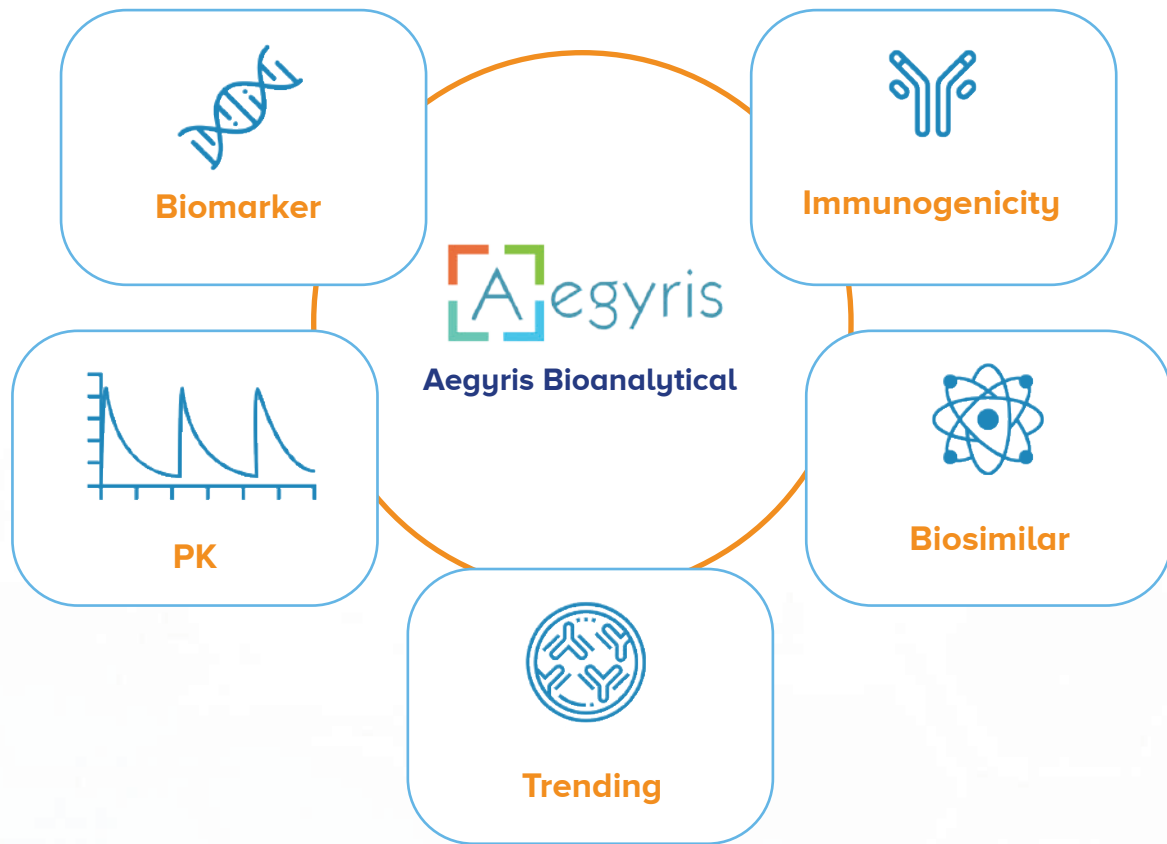 Biomarker
Immunogenicity
Aegyris
Aegyris Bioanalytical
PK
Biosimilar
Trending